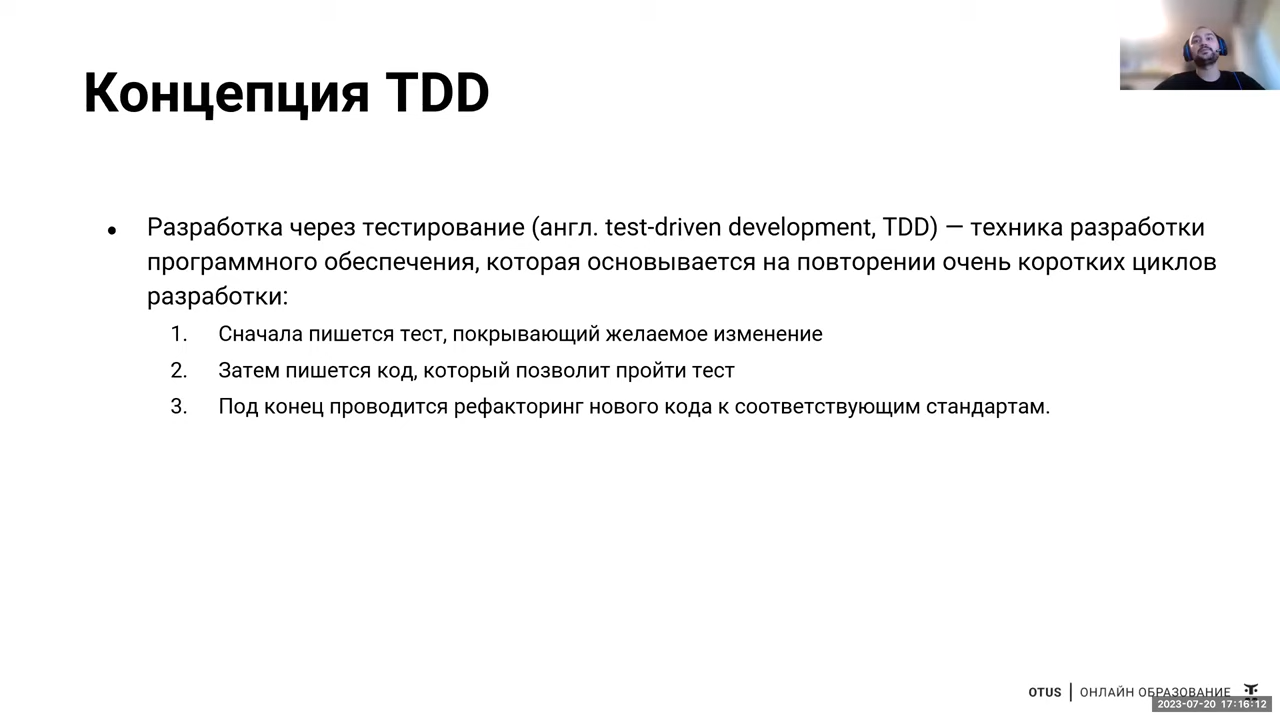 Концепция TDD
● Разработка через тестирование (англ. test-driven development, TDD) — техника разработки
программного обеспечения, которая основывается на повторении очень коротких циклов
разработки:
1. Сначала пишется тест, покрывающий желаемое изменение
2. Затем пишется код, который позволит пройти тест
3. Под конец проводится рефакторинг нового кода к соответствующим стандартам.
OTUS | ОНЛАЙН ОБРАЗОВАНИЕ
2023-07-20 17:16:12